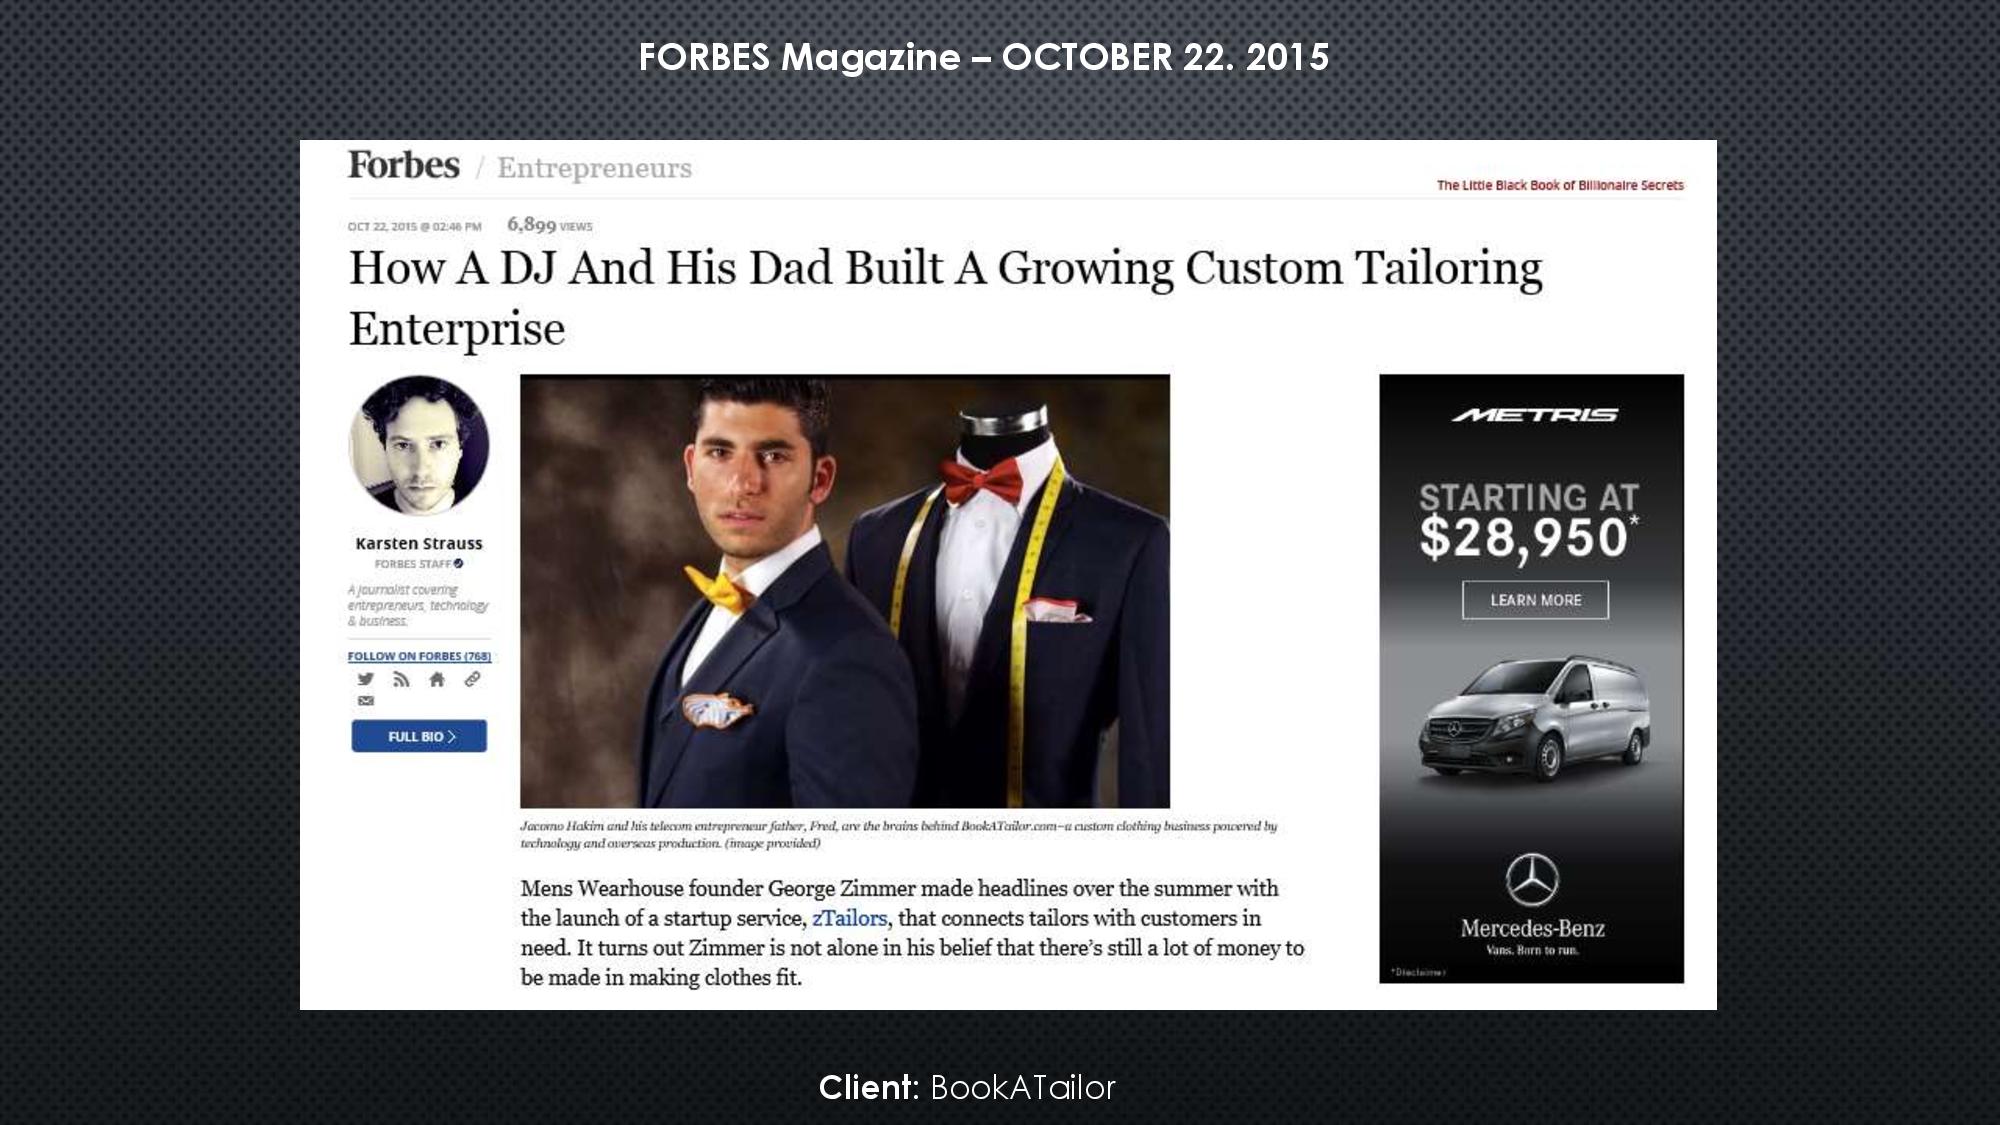 FORBES Magazine – OCTOBER 22. 2015
Forbes / Entrepreneurs
The Little Black Book of Billionaire Secrets
OCT 22, 2015 @ 02:46 PM 6,899 VIEWS
How A DJ And His Dad Built A Growing Custom Tailoring
Enterprise
Karsten Strauss
FORBES STAFF
A journalist covering
entrepreneurs, technology
& business.
FOLLOW ON FORBES (768)
FULL BIO >
Jacomo Hakim and his telecom entrepreneur father, Fred, are the brains behind BookATailor.com–a custom clothing business powered by
technology and overseas production. (image provided)
Mens Wearhouse founder George Zimmer made headlines over the summer with
the launch of a startup service, zTailors, that connects tailors with customers in
need. It turns out Zimmer is not alone in his belief that there's still a lot of money to
be made in making clothes fit.
METRIS
STARTING AT
$28,950*
LEARN MORE
Mercedes-Benz
Vans. Born to run.
*Disclaimer
Client: BookATailor